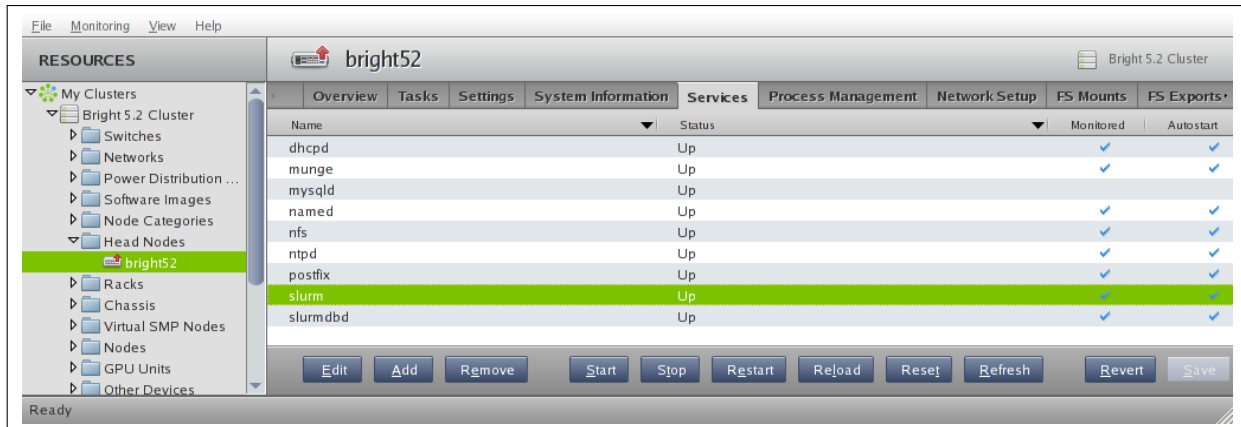 File Monitoring View Help
RESOURCES
bright52
Bright 5.2 Cluster
My Clusters
Bright 5.2 Cluster
Switches
Networks
Power Distribution ...
Software Images
Node Categories
Head Nodes
bright52
Racks
Chassis
Virtual SMP Nodes
Nodes
GPU Units
Other Devices
Overview Tasks Settings System Information Services Process Management Network Setup FS Mounts FS Exports
Name Status Monitored Autostart
dhcpd Up
munge Up
mysqld Up
named Up
nfs Up
ntpd Up
postfix Up
slurm Up
slurmdbd Up
Edit Add Remove Start Stop Restart Reload Reset Refresh Revert Save
Ready